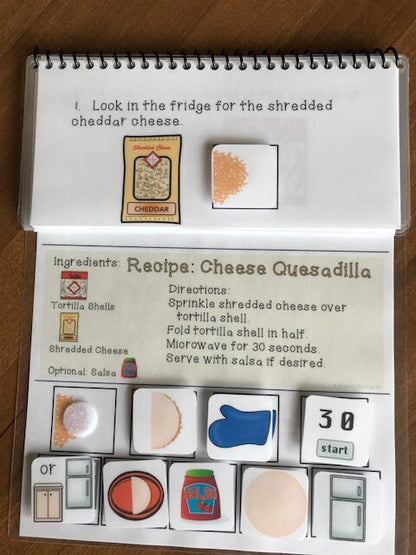 1. Look in the fridge for the shredded
cheddar cheese.
Shredded Cheese
CHEDDAR
Ingredients:
Recipe: Cheese Quesadilla
Tortilla Shells
Shredded Cheese
Optional: Salsa
Directions:
Sprinkle shredded cheese over
tortilla shell.
Fold tortilla shell in half.
Microwave for 30 seconds.
Serve with salsa if desired.
30
start
or
SALSA